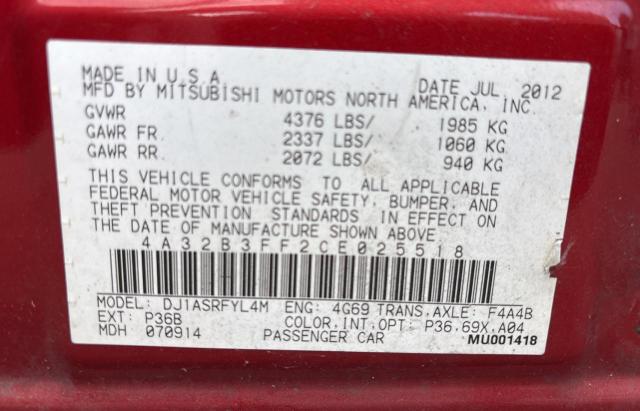 MADE IN U.S.A. DATE JUL. 2012
MFD BY MITSUBISHI MOTORS NORTH AMERICA, INC.
GVWR 4376 LBS/ 1985 KG
GAWR FR. 2337 LBS/ 1060 KG
GAWR RR. 2072 LBS/ 940 KG
THIS VEHICLE CONFORMS TO ALL APPLICABLE
FEDERAL MOTOR VEHICLE SAFETY, BUMPER, AND
THEFT PREVENTION STANDARDS IN EFFECT ON
THE DATE OF MANUFACTURE SHOWN ABOVE
4A32B3FF2CE025518
MODEL: DJ1ASRFYL4M ENG: 4G69 TRANS,AXLE: F4A4B
EXT: P36B COLOR,INT,OPT: P36,69X,A04
MDH 070914 PASSENGER CAR MU001418